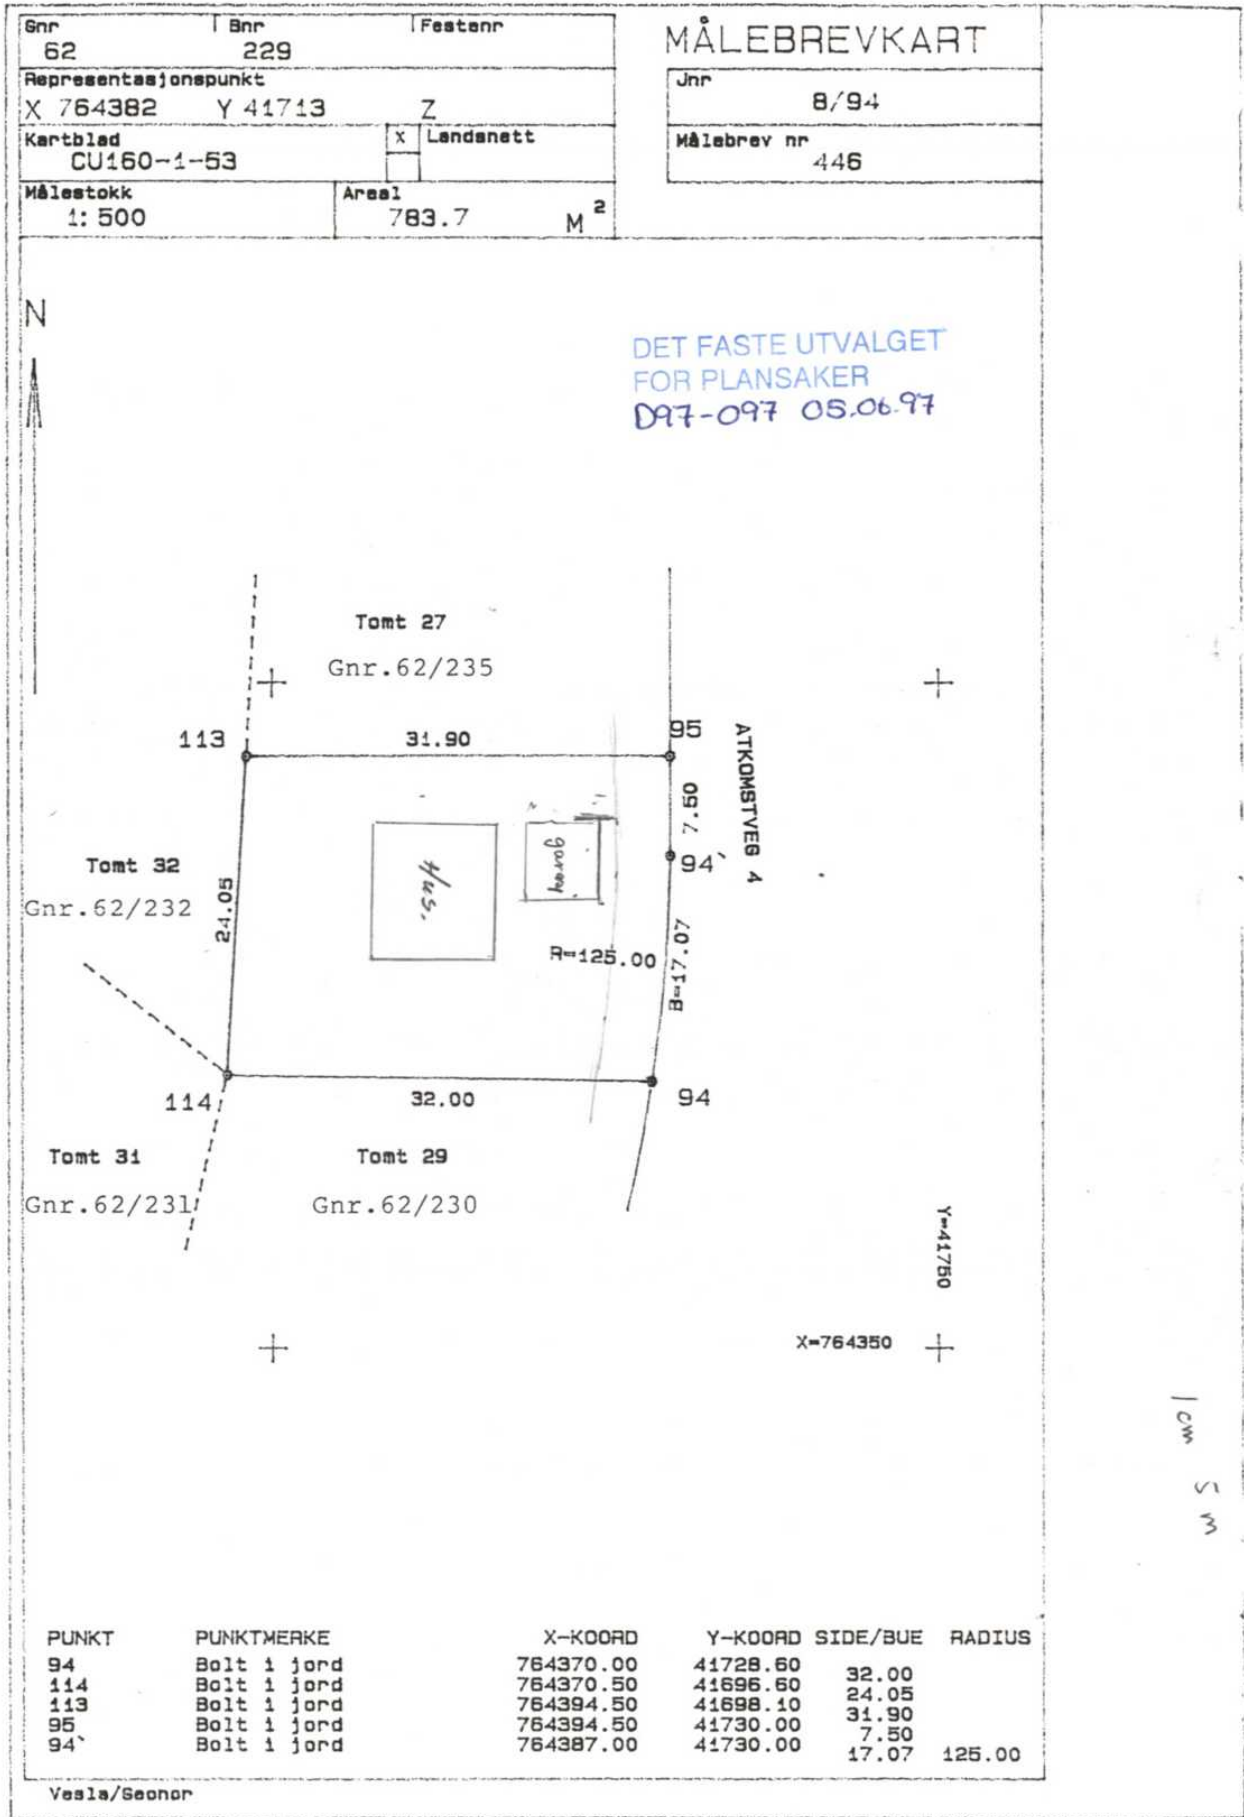 Gnr Bnr Festenr
62 229
MÅLEBREVKART
Representasjonspunkt
X 764382 Y 41713 Z
Jnr
8/94
Kartblad x Landsnett
CU160-1-53
Målebrev nr
446
Målestokk Areal
1:500 783.7 M 2
N
DET FASTE UTVALGET
FOR PLANSAKER
D97-097 05.06.97
Tomt 27
Gnr.62/235
113 31.90 95
ATKOMSTVEG 4
7.50
94'
Tomt 32
Gnr.62/232
24.05
Hus.
R=125.00
B=17.07
114 32.00 94
Tomt 31 Tomt 29
Gnr.62/231 Gnr.62/230
Y=41750
X=764350
1 cm 5 m
PUNKT PUNKTMERKE X-KOORD Y-KOORD SIDE/BUE RADIUS
94 Bolt i jord 764370.00 41728.60
32.00
114 Bolt i jord 764370.50 41696.60
24.05
113 Bolt i jord 764394.50 41698.10
31.90
95 Bolt i jord 764394.50 41730.00
7.50
94` Bolt i jord 764387.00 41730.00
17.07 125.00
Vesla/Geonor